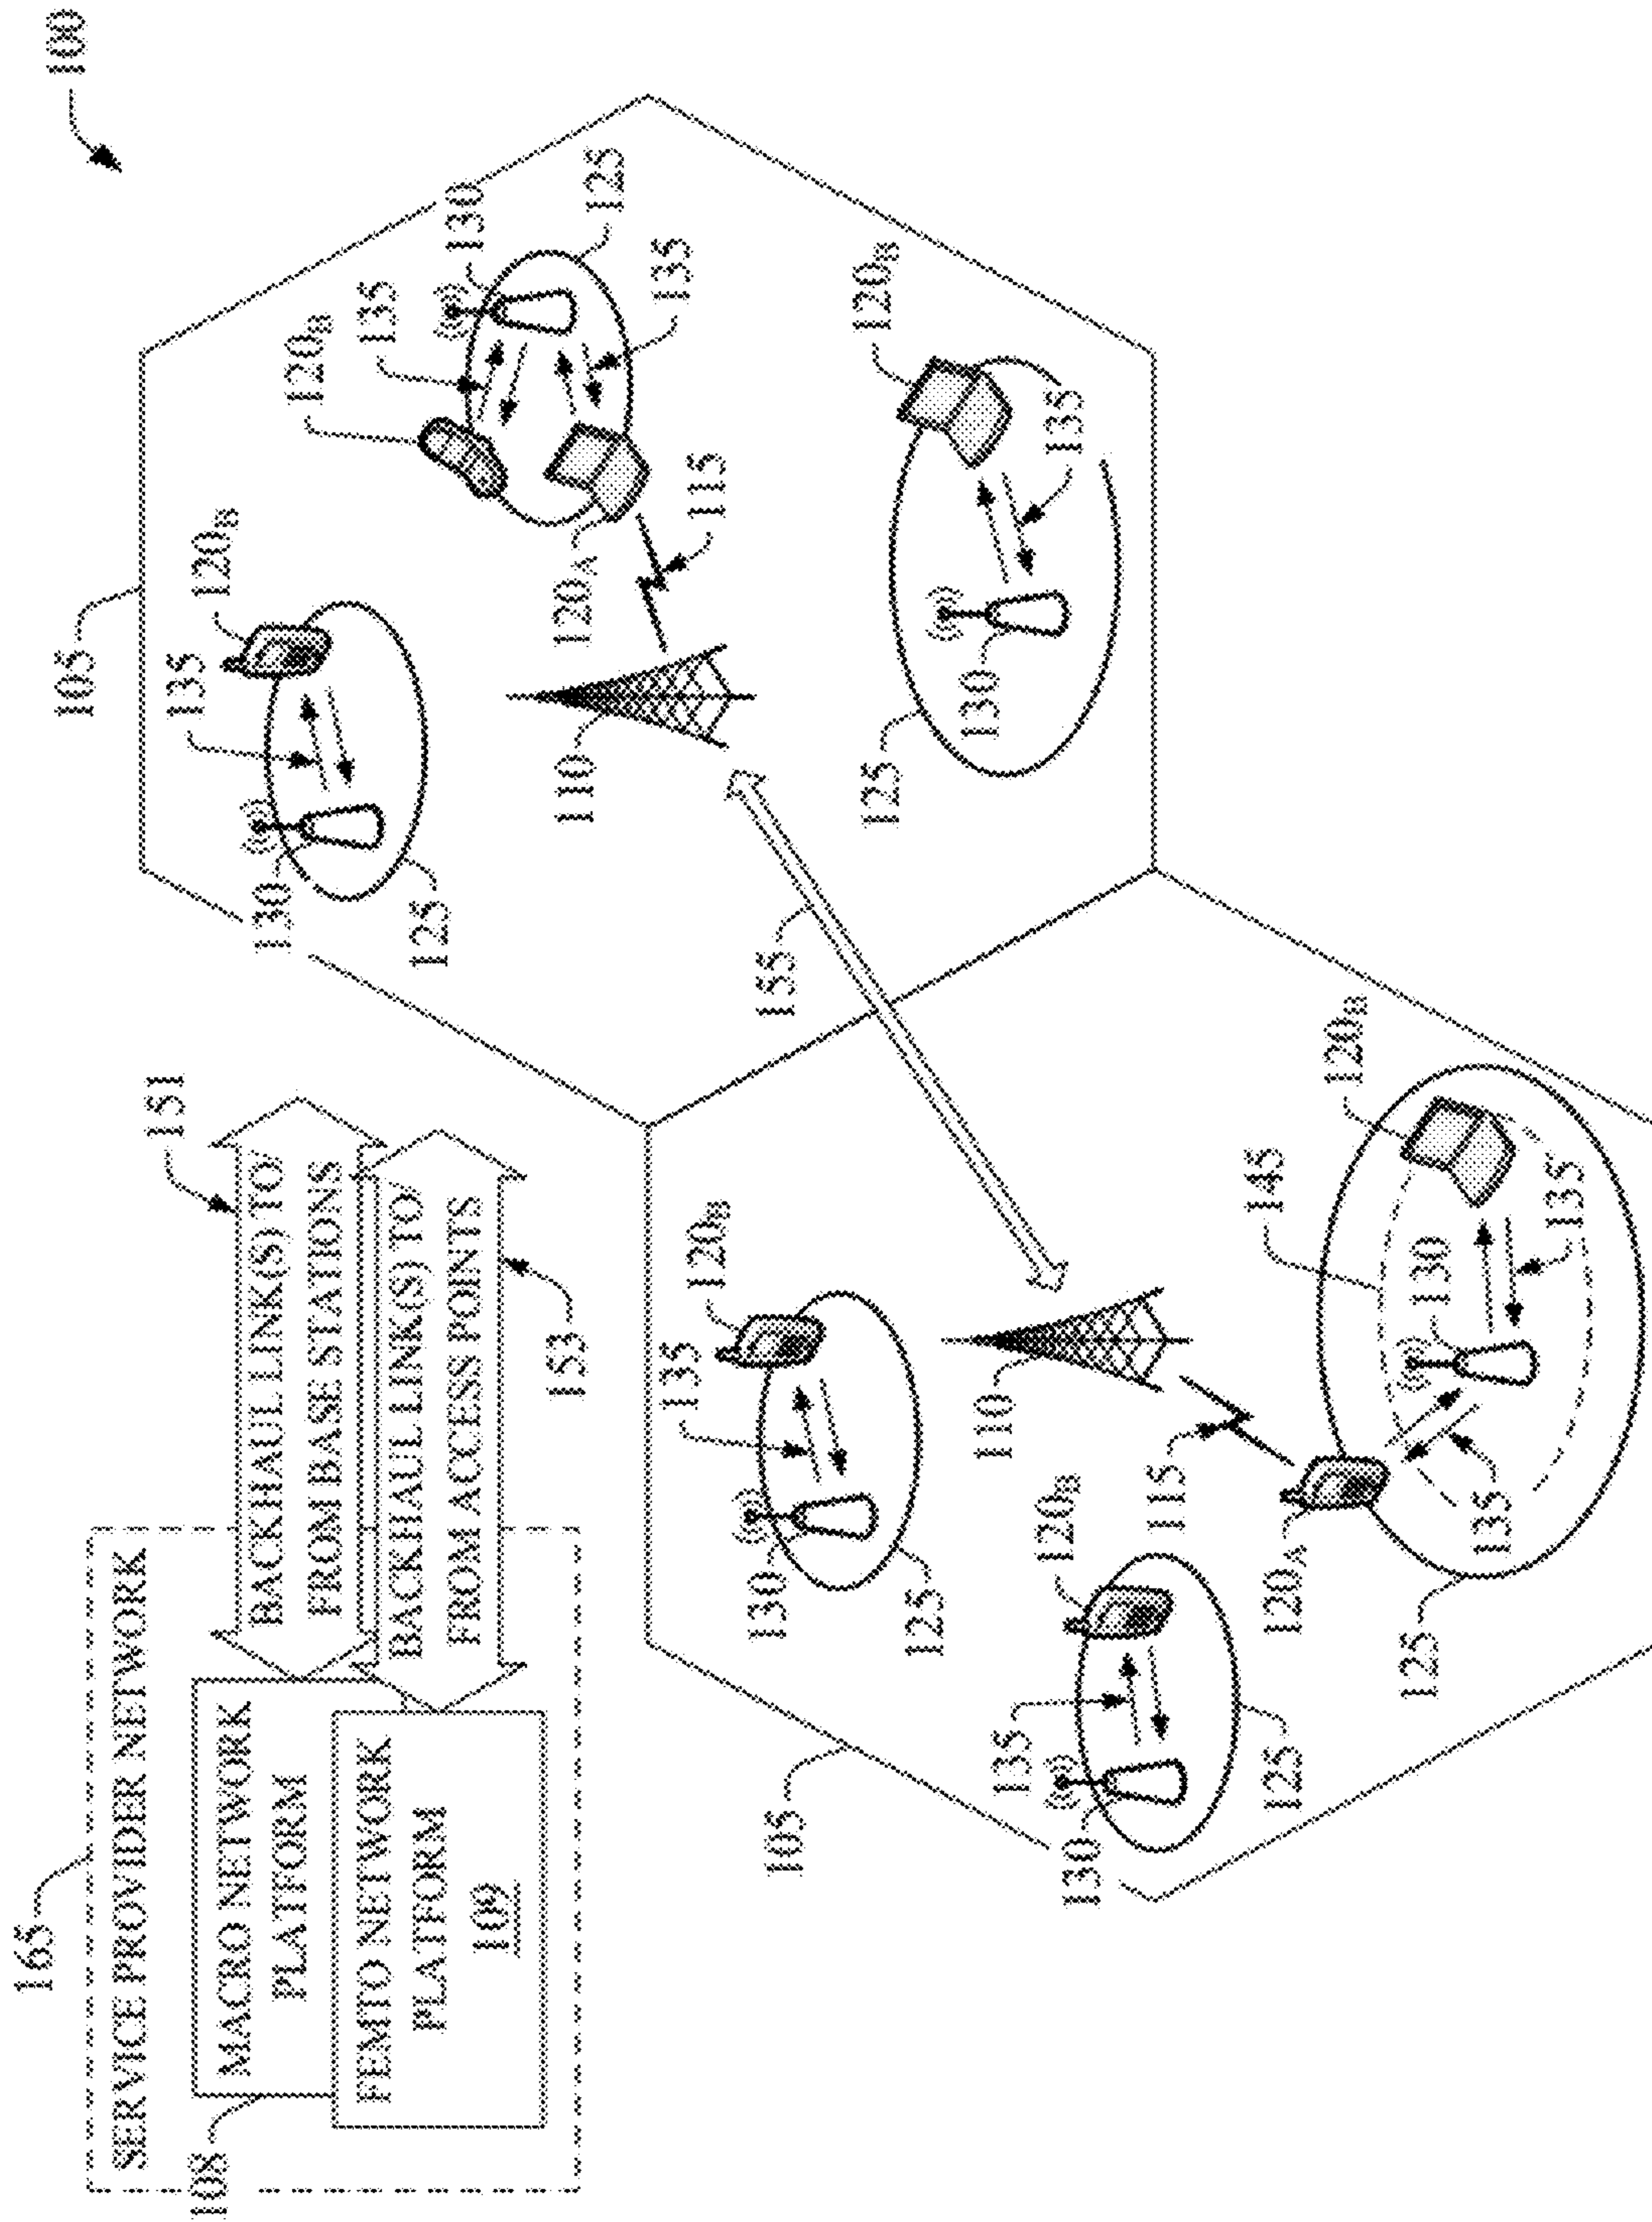 100
165
SERVICE PROVIDER NETWORK
108
MACRO NETWORK
PLATFORM
FEMTO NETWORK
PLATFORM
109
151
BACKHAUL LINK(S) TO/
FROM BASE STATIONS
BACKHAUL LINK(S) TO/
FROM ACCESS POINTS
153
105
135
120B
130
125
120B
135
130
125
135
120A
115
110
155
120B
125
130
135
105
135
120B
130
125
110
135
120B
130
125
115
120A
135
125
145
130
120B
135